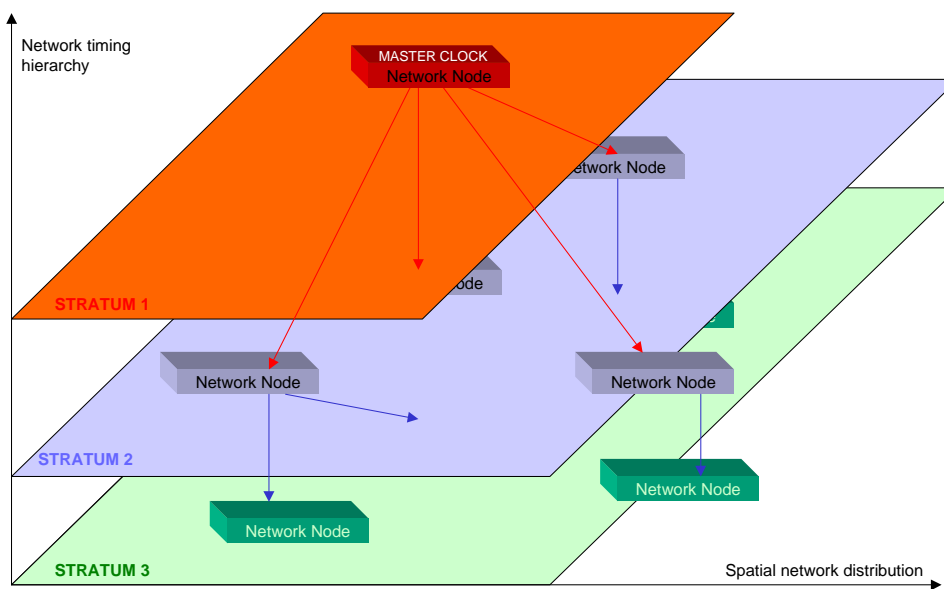 Network timing
hierarchy
MASTER CLOCK
Network Node
Network Node
Node
STRATUM 1
Network Node
Network Node
STRATUM 2
Network Node
Network Node
STRATUM 3
Spatial network distribution